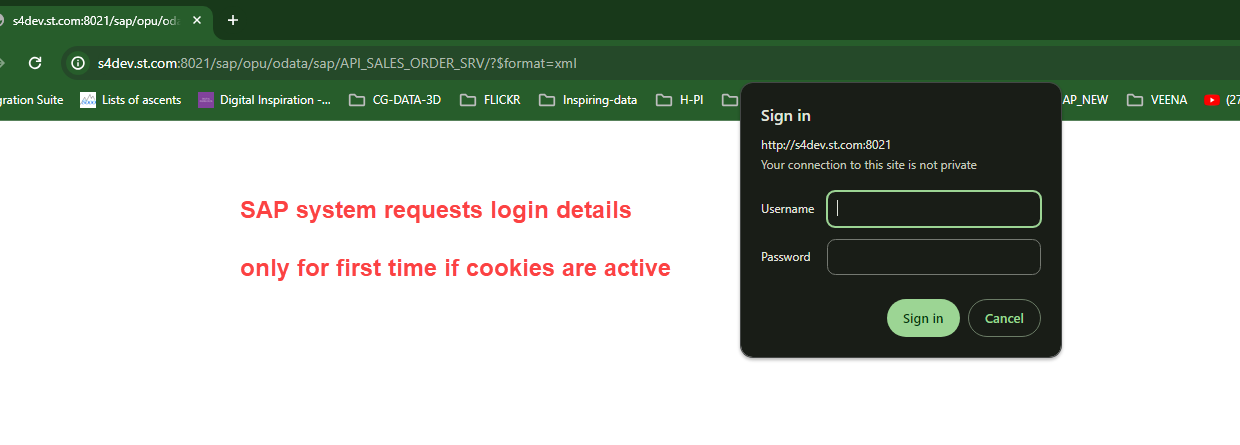 s4dev.st.com:8021/sap/opu/oda
s4dev.st.com:8021/sap/opu/odata/sap/API_SALES_ORDER_SRV/?$format=xml
gration Suite
Lists of ascents
Digital Inspiration -...
CG-DATA-3D
FLICKR
Inspiring-data
H-PI
AP_NEW
VEENA
(27
Sign in
http://s4dev.st.com:8021
Your connection to this site is not private
SAP system requests login details
Username
only for first time if cookies are active
Password
Sign in
Cancel